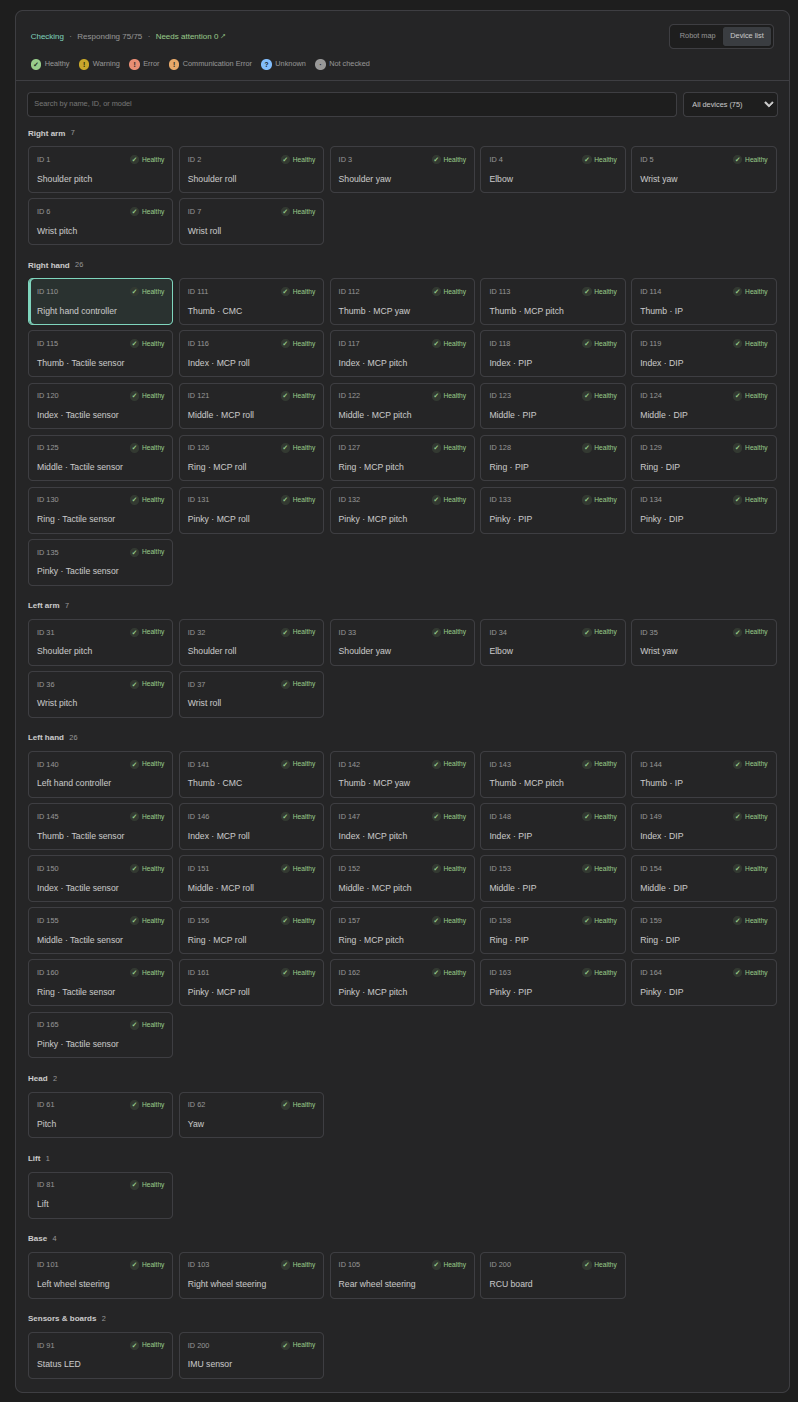 Checking · Responding 75/75 · Needs attention 0 ↗
Robot map Device list
✓ Healthy ! Warning ! Error ! Communication Error ? Unknown · Not checked
Search by name, ID, or model
All devices (75)
Right arm 7
ID 1 ✓ Healthy ID 2 ✓ Healthy ID 3 ✓ Healthy ID 4 ✓ Healthy ID 5 ✓ Healthy
Shoulder pitch Shoulder roll Shoulder yaw Elbow Wrist yaw
ID 6 ✓ Healthy ID 7 ✓ Healthy
Wrist pitch Wrist roll
Right hand 26
ID 110 ✓ Healthy ID 111 ✓ Healthy ID 112 ✓ Healthy ID 113 ✓ Healthy ID 114 ✓ Healthy
Right hand controller Thumb · CMC Thumb · MCP yaw Thumb · MCP pitch Thumb · IP
ID 115 ✓ Healthy ID 116 ✓ Healthy ID 117 ✓ Healthy ID 118 ✓ Healthy ID 119 ✓ Healthy
Thumb · Tactile sensor Index · MCP roll Index · MCP pitch Index · PIP Index · DIP
ID 120 ✓ Healthy ID 121 ✓ Healthy ID 122 ✓ Healthy ID 123 ✓ Healthy ID 124 ✓ Healthy
Index · Tactile sensor Middle · MCP roll Middle · MCP pitch Middle · PIP Middle · DIP
ID 125 ✓ Healthy ID 126 ✓ Healthy ID 127 ✓ Healthy ID 128 ✓ Healthy ID 129 ✓ Healthy
Middle · Tactile sensor Ring · MCP roll Ring · MCP pitch Ring · PIP Ring · DIP
ID 130 ✓ Healthy ID 131 ✓ Healthy ID 132 ✓ Healthy ID 133 ✓ Healthy ID 134 ✓ Healthy
Ring · Tactile sensor Pinky · MCP roll Pinky · MCP pitch Pinky · PIP Pinky · DIP
ID 135 ✓ Healthy
Pinky · Tactile sensor
Left arm 7
ID 31 ✓ Healthy ID 32 ✓ Healthy ID 33 ✓ Healthy ID 34 ✓ Healthy ID 35 ✓ Healthy
Shoulder pitch Shoulder roll Shoulder yaw Elbow Wrist yaw
ID 36 ✓ Healthy ID 37 ✓ Healthy
Wrist pitch Wrist roll
Left hand 26
ID 140 ✓ Healthy ID 141 ✓ Healthy ID 142 ✓ Healthy ID 143 ✓ Healthy ID 144 ✓ Healthy
Left hand controller Thumb · CMC Thumb · MCP yaw Thumb · MCP pitch Thumb · IP
ID 145 ✓ Healthy ID 146 ✓ Healthy ID 147 ✓ Healthy ID 148 ✓ Healthy ID 149 ✓ Healthy
Thumb · Tactile sensor Index · MCP roll Index · MCP pitch Index · PIP Index · DIP
ID 150 ✓ Healthy ID 151 ✓ Healthy ID 152 ✓ Healthy ID 153 ✓ Healthy ID 154 ✓ Healthy
Index · Tactile sensor Middle · MCP roll Middle · MCP pitch Middle · PIP Middle · DIP
ID 155 ✓ Healthy ID 156 ✓ Healthy ID 157 ✓ Healthy ID 158 ✓ Healthy ID 159 ✓ Healthy
Middle · Tactile sensor Ring · MCP roll Ring · MCP pitch Ring · PIP Ring · DIP
ID 160 ✓ Healthy ID 161 ✓ Healthy ID 162 ✓ Healthy ID 163 ✓ Healthy ID 164 ✓ Healthy
Ring · Tactile sensor Pinky · MCP roll Pinky · MCP pitch Pinky · PIP Pinky · DIP
ID 165 ✓ Healthy
Pinky · Tactile sensor
Head 2
ID 61 ✓ Healthy ID 62 ✓ Healthy
Pitch Yaw
Lift 1
ID 81 ✓ Healthy
Lift
Base 4
ID 101 ✓ Healthy ID 103 ✓ Healthy ID 105 ✓ Healthy ID 200 ✓ Healthy
Left wheel steering Right wheel steering Rear wheel steering RCU board
Sensors & boards 2
ID 91 ✓ Healthy ID 200 ✓ Healthy
Status LED IMU sensor